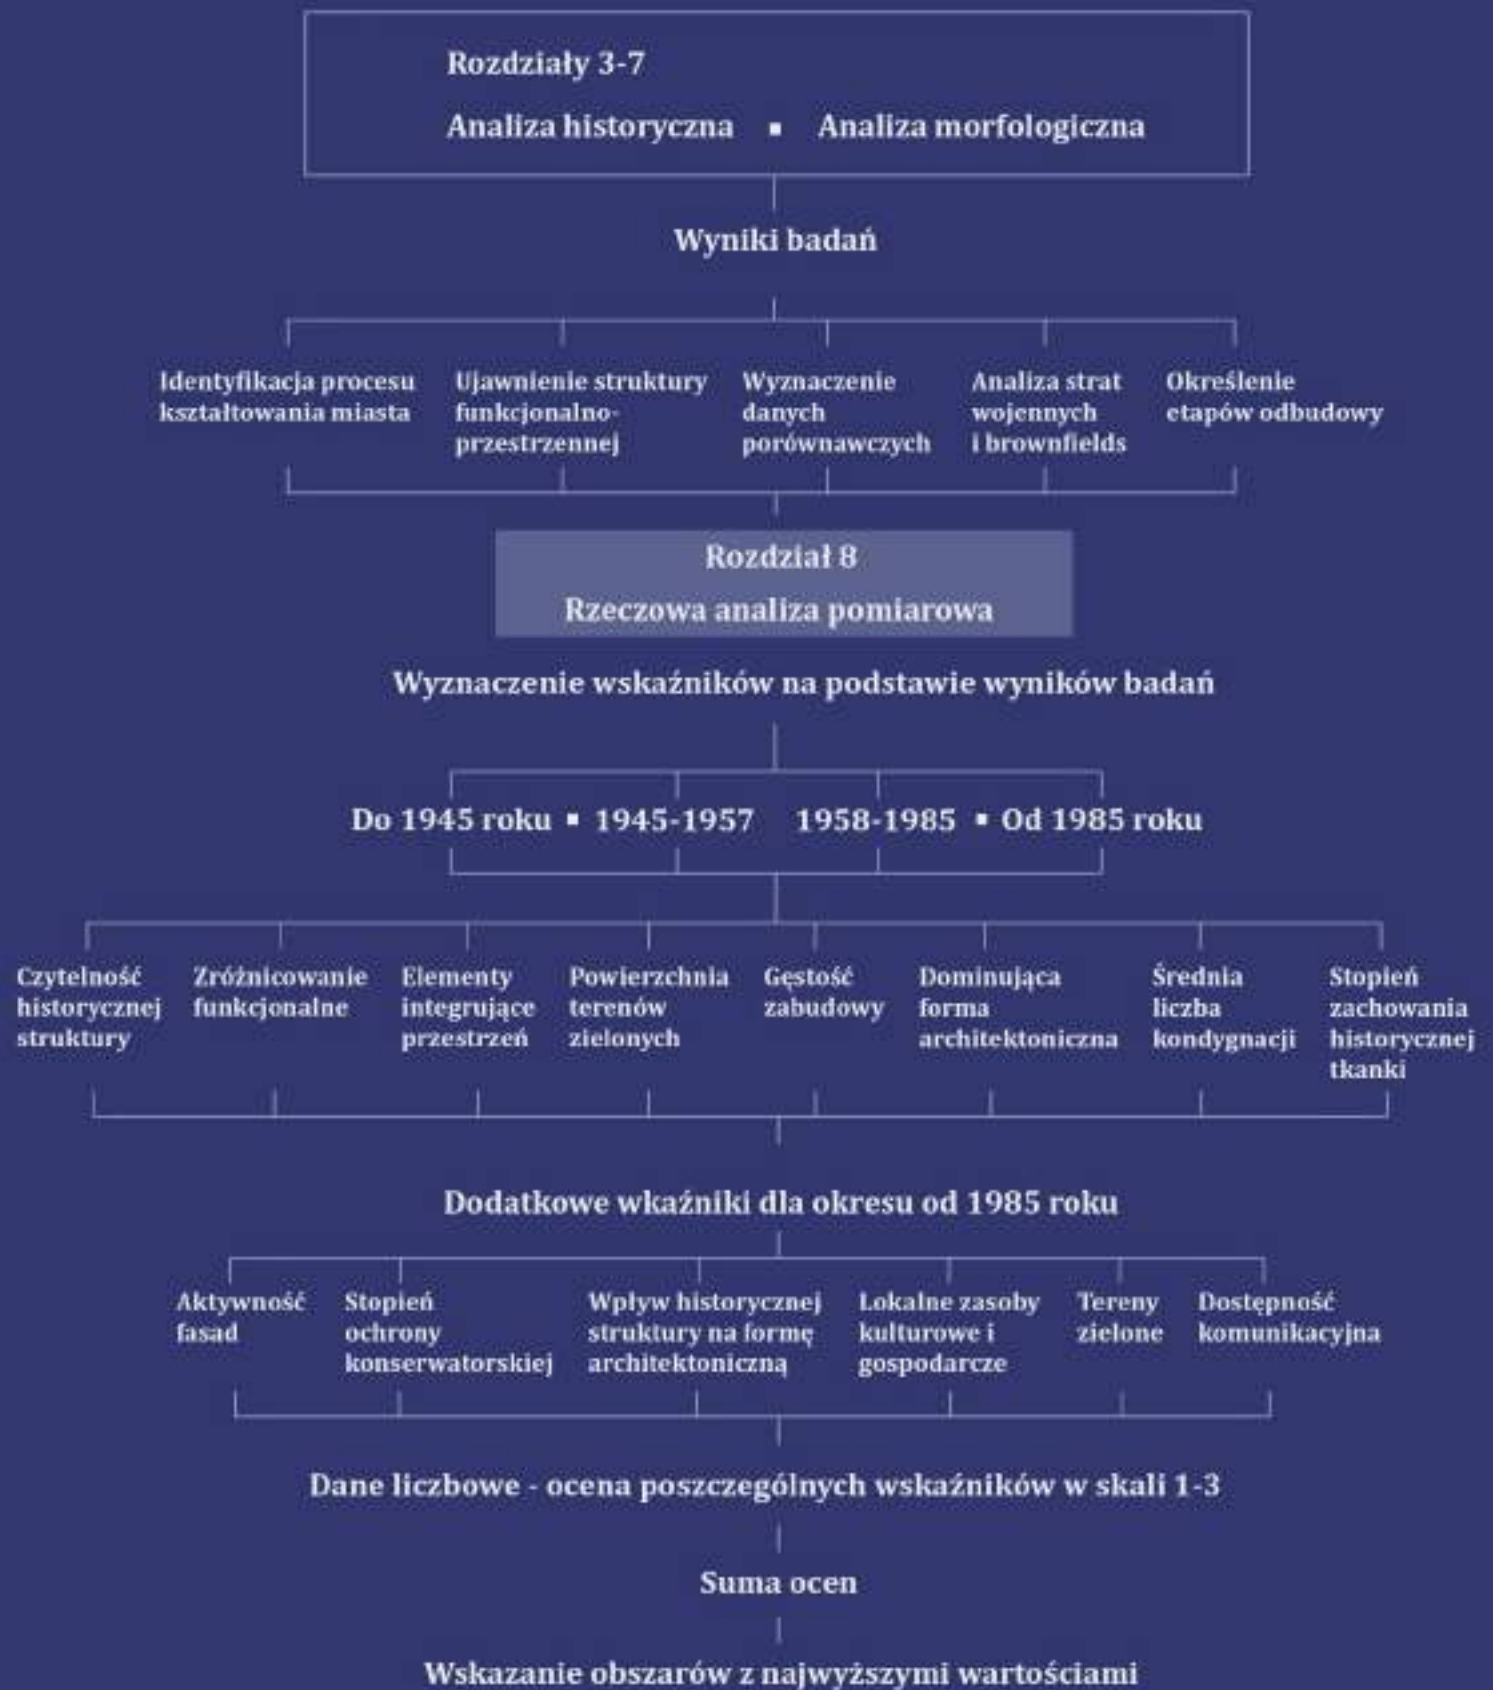 Rozdziały 3-7
Analiza historyczna ▪ Analiza morfologiczna
Wyniki badań
Identyfikacja procesu
kształtowania miasta
Ujawnienie struktury
funkcjonalno-
przestrzennej
Wyznaczenie
danych
porównawczych
Analiza strat
wojennych
i brownfields
Określenie
etapów odbudowy
Rozdział 8
Rzeczowa analiza pomiarowa
Wyznaczenie wskaźników na podstawie wyników badań
Do 1945 roku ▪ 1945-1957 1958-1985 ▪ Od 1985 roku
Czytelność
historycznej
struktury
Zróżnicowanie
funkcjonalne
Elementy
integrujące
przestrzeń
Powierzchnia
terenów
zielonych
Gęstość
zabudowy
Dominująca
forma
architektoniczna
Średnia
liczba
kondygnacji
Stopień
zachowania
historycznej
tkanki
Dodatkowe wkaźniki dla okresu od 1985 roku
Aktywność
fasad
Stopień
ochrony
konserwatorskiej
Wpływ historycznej
struktury na formę
architektoniczną
Lokalne zasoby
kulturowe i
gospodarcze
Tereny
zielone
Dostępność
komunikacyjna
Dane liczbowe - ocena poszczególnych wskaźników w skali 1-3
Suma ocen
Wskazanie obszarów z najwyższymi wartościami